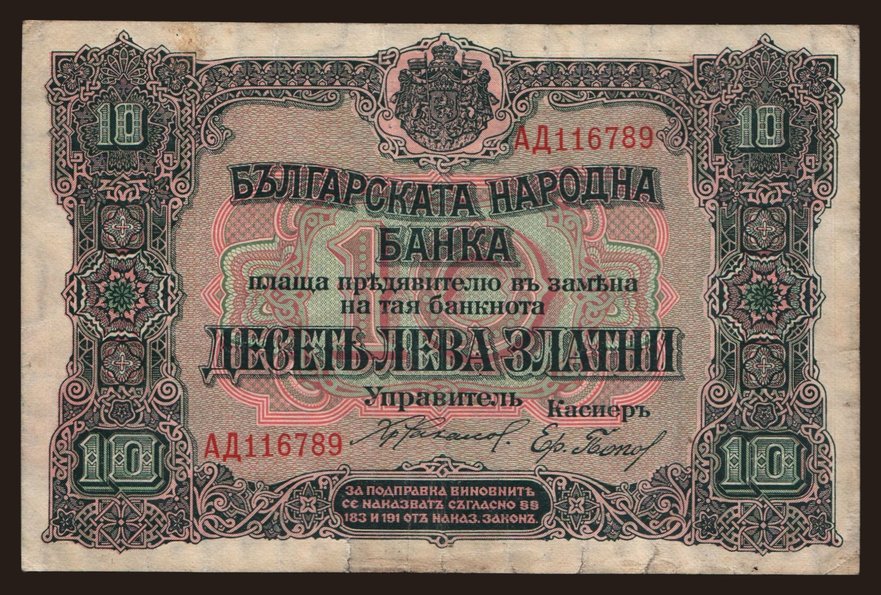 10
10
АД116789
БЪЛГАРСКАТА НАРОДНА
БАНКА
10
плаща прѣдявителю въ замѣна
на тая банкнота
ДЕСЕТЬ ЛЕВА ЗЛАТНИ
Управитель Касиеръ
АД116789
10
10
ЗА ПОДПРАВКА ВИНОВНИТѢ
СЕ НАКАЗВАТЪ СЪГЛАСНО §§
183 И 191 ОТЪ НАКАЗ. ЗАКОНЪ.